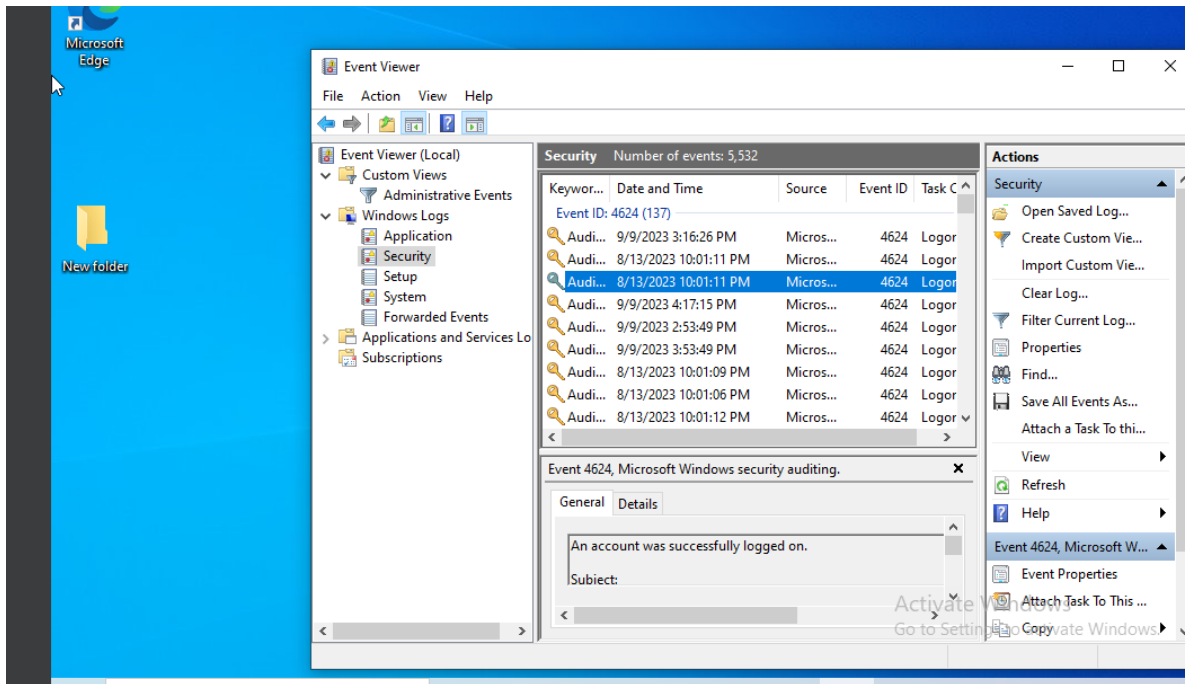 Microsoft
Edge
New folder
Event Viewer
File Action View Help
Event Viewer (Local)
Custom Views
Administrative Events
Windows Logs
Application
Security
Setup
System
Forwarded Events
Applications and Services Lo
Subscriptions
Security Number of events: 5,532
Keywor... Date and Time Source Event ID Task C
Event ID: 4624 (137)
Audi... 9/9/2023 3:16:26 PM Micros... 4624 Logor
Audi... 8/13/2023 10:01:11 PM Micros... 4624 Logor
Audi... 8/13/2023 10:01:11 PM Micros... 4624 Logor
Audi... 9/9/2023 4:17:15 PM Micros... 4624 Logor
Audi... 9/9/2023 2:53:49 PM Micros... 4624 Logor
Audi... 9/9/2023 3:53:49 PM Micros... 4624 Logor
Audi... 8/13/2023 10:01:09 PM Micros... 4624 Logor
Audi... 8/13/2023 10:01:06 PM Micros... 4624 Logor
Audi... 8/13/2023 10:01:12 PM Micros... 4624 Logor
Event 4624, Microsoft Windows security auditing.
General Details
An account was successfully logged on.
Subject:
Actions
Security
Open Saved Log...
Create Custom Vie...
Import Custom Vie...
Clear Log...
Filter Current Log...
Properties
Find...
Save All Events As...
Attach a Task To thi...
View
Refresh
Help
Event 4624, Microsoft W...
Event Properties
Attach Task To This ...
Copy
Activate Windows
Go to Settings to activate Windows.